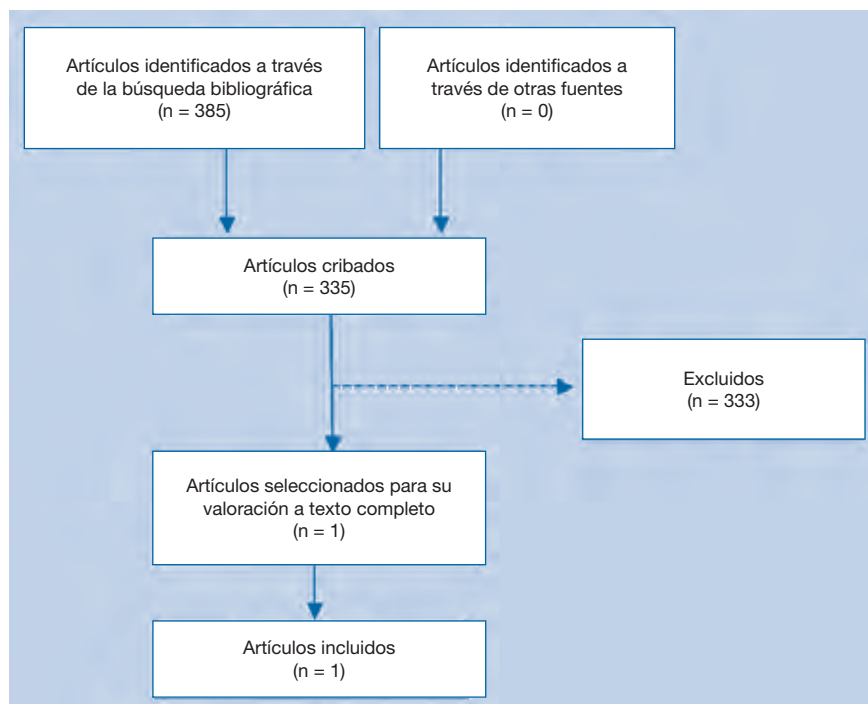 Artículos identificados a través
de la búsqueda bibliográfica
(n = 385)
Artículos identificados a
través de otras fuentes
(n = 0)
Artículos cribados
(n = 335)
Excluidos
(n = 333)
Artículos seleccionados para su
valoración a texto completo
(n = 1)
Artículos incluidos
(n = 1)